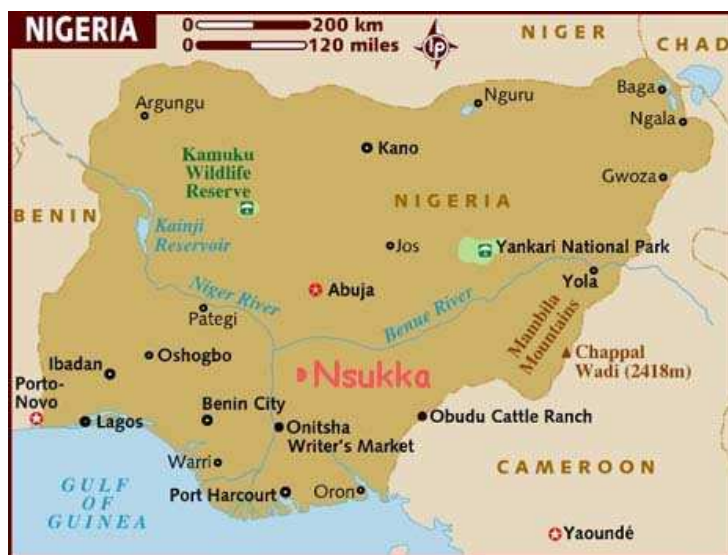 NIGERIA
0 200 km
0 120 miles
lp
NIGER
CHAD
Argungu
Nguru
Baga
Ngala
Kano
Kamuku
Wildlife
Reserve
Gwoza
BENIN
NIGERIA
Kainji
Reservoir
Jos
Yankari National Park
Niger River
Abuja
Benue River
Yola
Pategi
Mambila
Mountains
Oshogbo
Chappal
Wadi (2418m)
Ibadan
Nsukka
Porto-
Novo
Lagos
Benin City
Onitsha
Writer's Market
Obudu Cattle Ranch
Warri
CAMEROON
GULF
OF
GUINEA
Port Harcourt
Oron
Yaoundé